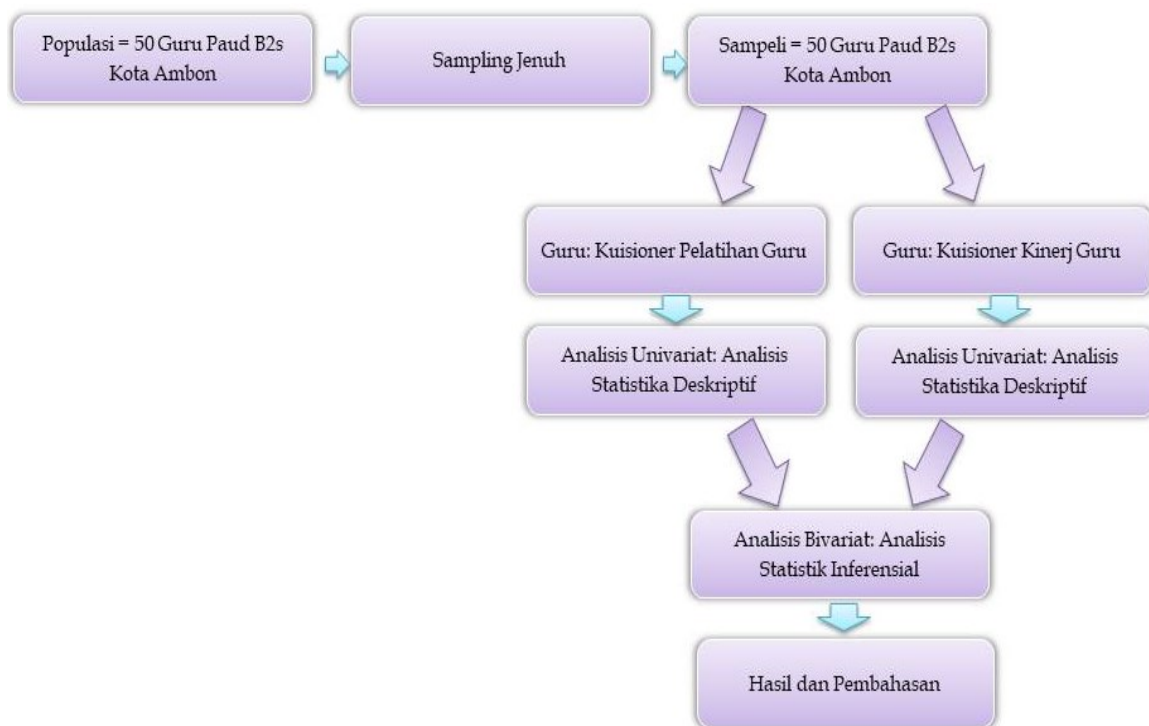 Populasi = 50 Guru Paud B2s
Kota Ambon
Sampling Jenuh
Sampeli = 50 Guru Paud B2s
Kota Ambon
Guru: Kuisioner Pelatihan Guru
Guru: Kuisioner Kinerj Guru
Analisis Univariat: Analisis
Statistika Deskriptif
Analisis Univariat: Analisis
Statistika Deskriptif
Analisis Bivariat: Analisis
Statistik Inferensial
Hasil dan Pembahasan